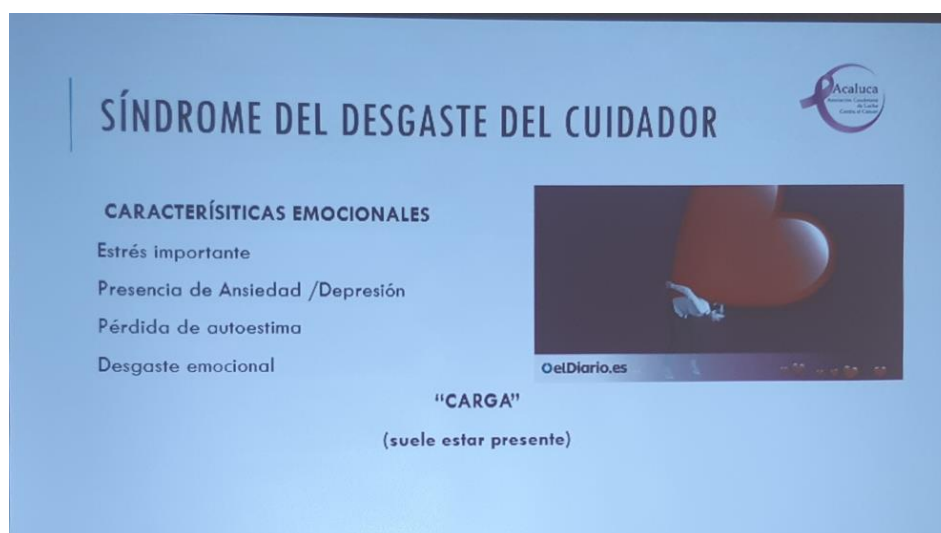 SÍNDROME DEL DESGASTE DEL CUIDADOR
Acaluca
CARACTERÍSITICAS EMOCIONALES
Estrés importante
Presencia de Ansiedad /Depresión
Pérdida de autoestima
Desgaste emocional
elDiario.es
“CARGA”
(suele estar presente)